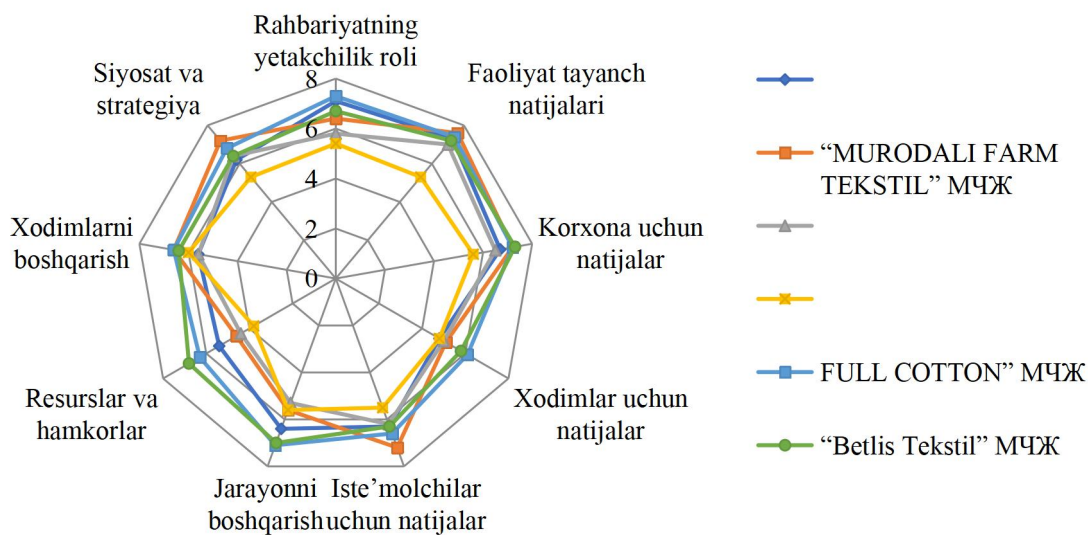 Rahbariyatning
yetakchilik roli
Siyosat va
strategiya
Faoliyat tayanch
natijalari
8
6
4
2
0
Xodimlarni
boshqarish
Korxona uchun
natijalar
Resurslar va
hamkorlar
Xodimlar uchun
natijalar
Jarayonni
boshqarish
Iste’molchilar
uchun natijalar
“MURODALI FARM
TEKSTIL” МЧЖ
FULL COTTON” МЧЖ
“Betlis Tekstil” МЧЖ